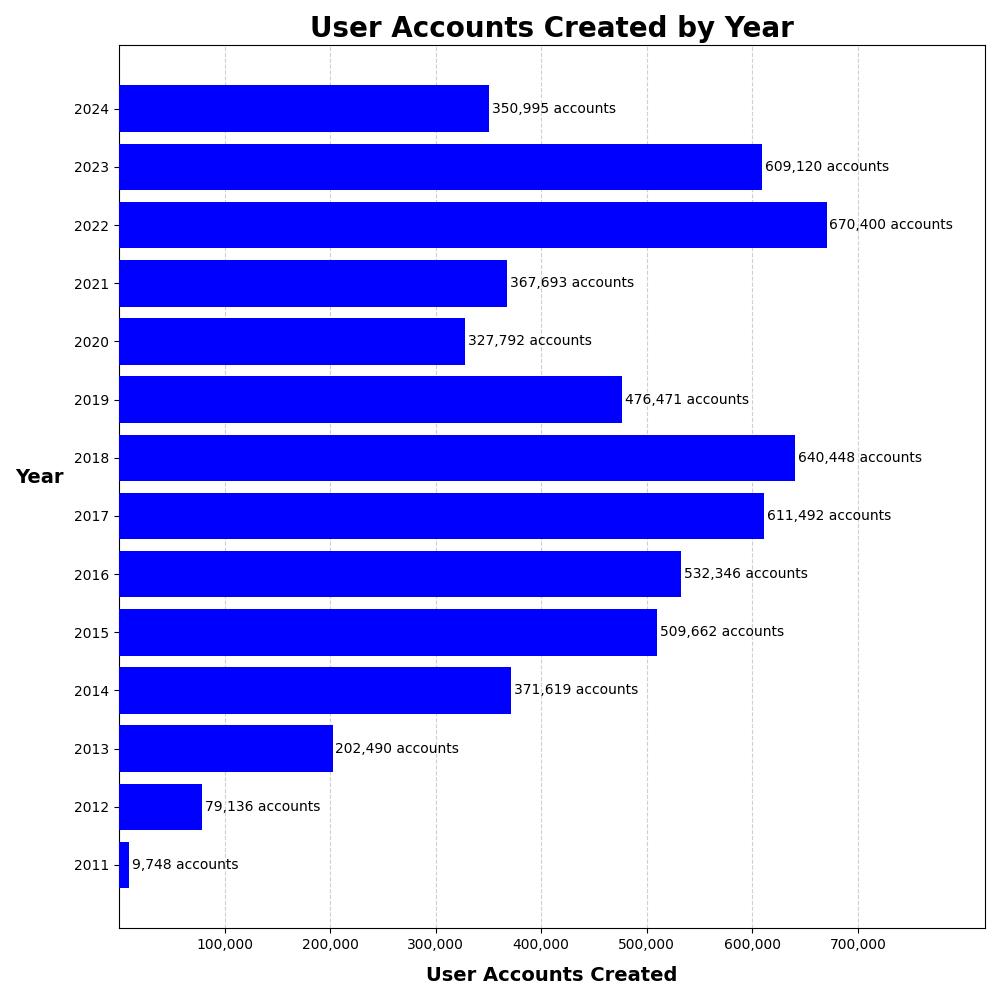 User Accounts Created by Year
2024
350,995 accounts
2023
609,120 accounts
2022
670,400 accounts
2021
367,693 accounts
2020
327,792 accounts
2019
476,471 accounts
2018
640,448 accounts
Year
2017
611,492 accounts
2016
532,346 accounts
2015
509,662 accounts
2014
371,619 accounts
2013
202,490 accounts
2012
79,136 accounts
2011
9,748 accounts
100,000 200,000 300,000 400,000 500,000 600,000 700,000
User Accounts Created